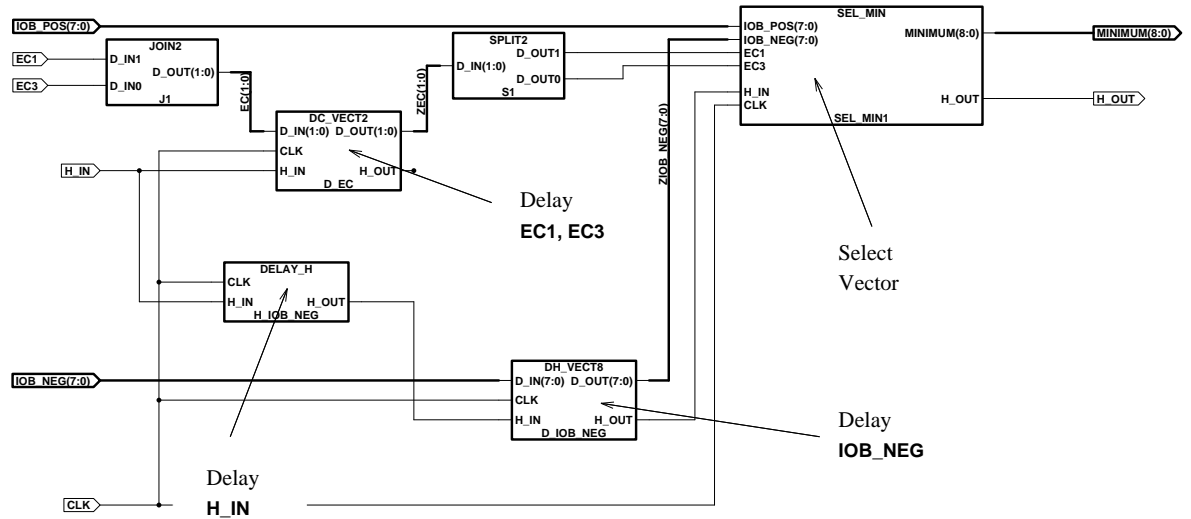 IOB_POS(7:0)
EC1
EC3
JOIN2
D_IN1
D_OUT(1:0)
D_IN0
J1
EC(1:0)
DC_VECT2
D_IN(1:0) D_OUT(1:0)
CLK
H_IN H_OUT
D_EC
ZEC(1:0)
SPLIT2
D_OUT1
D_IN(1:0)
D_OUT0
S1
ZIOB_NEG(7:0)
SEL_MIN
IOB_POS(7:0)
MINIMUM(8:0)
IOB_NEG(7:0)
EC1
EC3
H_IN
H_OUT
CLK
SEL_MIN1
MINIMUM(8:0)
H_OUT
H_IN
Delay
EC1, EC3
Select
Vector
DELAY_H
CLK
H_IN H_OUT
H_IOB_NEG
IOB_NEG(7:0)
DH_VECT8
D_IN(7:0) D_OUT(7:0)
CLK
H_IN H_OUT
D_IOB_NEG
Delay
IOB_NEG
Delay
H_IN
CLK